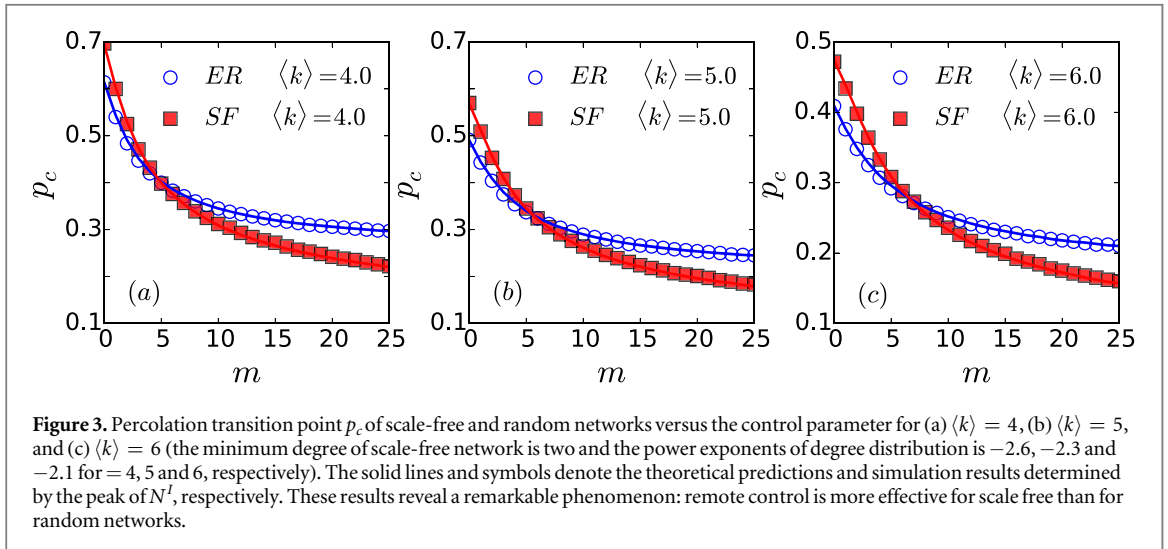 0.7
0.5
0.3
0.1
p_c
ER ⟨k⟩=4.0
SF ⟨k⟩=4.0
(a)
0 5 10 15 20 25
m
0.7
0.5
0.3
0.1
p_c
ER ⟨k⟩=5.0
SF ⟨k⟩=5.0
(b)
0 5 10 15 20 25
m
0.5
0.4
0.3
0.2
0.1
p_c
ER ⟨k⟩=6.0
SF ⟨k⟩=6.0
(c)
0 5 10 15 20 25
m
Figure 3. Percolation transition point p_c of scale-free and random networks versus the control parameter for (a) ⟨k⟩ = 4, (b) ⟨k⟩ = 5,
and (c) ⟨k⟩ = 6 (the minimum degree of scale-free network is two and the power exponents of degree distribution is −2.6, −2.3 and
−2.1 for = 4, 5 and 6, respectively). The solid lines and symbols denote the theoretical predictions and simulation results determined
by the peak of N^I, respectively. These results reveal a remarkable phenomenon: remote control is more effective for scale free than for
random networks.